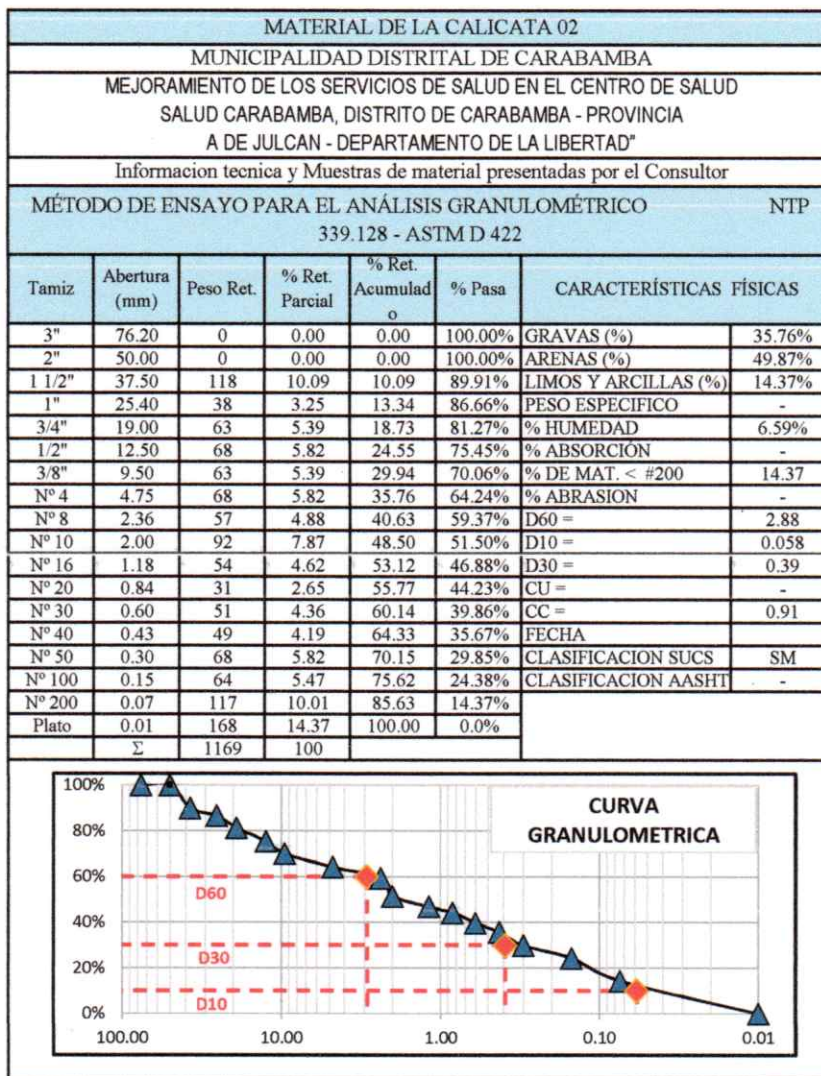 MATERIAL DE LA CALICATA 02
MUNICIPALIDAD DISTRITAL DE CARABAMBA
MEJORAMIENTO DE LOS SERVICIOS DE SALUD EN EL CENTRO DE SALUD
SALUD CARABAMBA, DISTRITO DE CARABAMBA - PROVINCIA
A DE JULCAN - DEPARTAMENTO DE LA LIBERTAD"
Informacion tecnica y Muestras de material presentadas por el Consultor
MÉTODO DE ENSAYO PARA EL ANÁLISIS GRANULOMÉTRICO NTP
339.128 - ASTM D 422
Tamiz Abertura (mm) Peso Ret. % Ret. Parcial % Ret. Acumulad o % Pasa CARACTERÍSTICAS FÍSICAS
3" 76.20 0 0.00 0.00 100.00% GRAVAS (%) 35.76%
2" 50.00 0 0.00 0.00 100.00% ARENAS (%) 49.87%
1 1/2" 37.50 118 10.09 10.09 89.91% LIMOS Y ARCILLAS (%) 14.37%
1" 25.40 38 3.25 13.34 86.66% PESO ESPECIFICO -
3/4" 19.00 63 5.39 18.73 81.27% % HUMEDAD 6.59%
1/2" 12.50 68 5.82 24.55 75.45% % ABSORCIÓN -
3/8" 9.50 63 5.39 29.94 70.06% % DE MAT. < #200 14.37
Nº 4 4.75 68 5.82 35.76 64.24% % ABRASION -
Nº 8 2.36 57 4.88 40.63 59.37% D60 = 2.88
Nº 10 2.00 92 7.87 48.50 51.50% D10 = 0.058
Nº 16 1.18 54 4.62 53.12 46.88% D30 = 0.39
Nº 20 0.84 31 2.65 55.77 44.23% CU = -
Nº 30 0.60 51 4.36 60.14 39.86% CC = 0.91
Nº 40 0.43 49 4.19 64.33 35.67% FECHA
Nº 50 0.30 68 5.82 70.15 29.85% CLASIFICACION SUCS SM
Nº 100 0.15 64 5.47 75.62 24.38% CLASIFICACION AASHT -
Nº 200 0.07 117 10.01 85.63 14.37%
Plato 0.01 168 14.37 100.00 0.0%
Σ 1169 100
CURVA
GRANULOMETRICA
100%
80%
60%
D60
40%
D30
20%
D10
0%
100.00 10.00 1.00 0.10 0.01